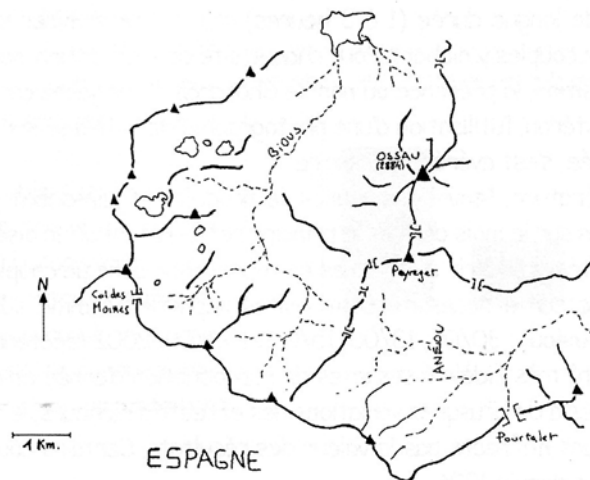 BIOUS
OSSAU
(2884)
Peyreget
N
Col des
Moines
ANEOU
1 Km.
ESPAGNE
Pourtalet